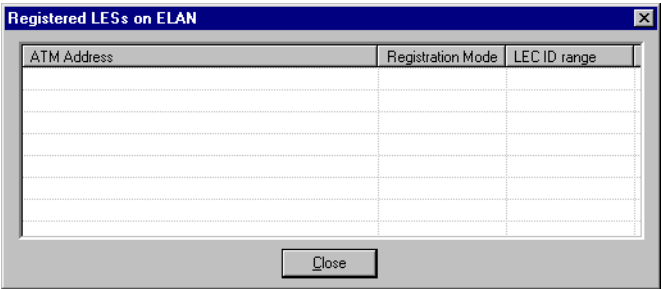 Registered LESs on ELAN
ATM Address Registration Mode LEC ID range
Close